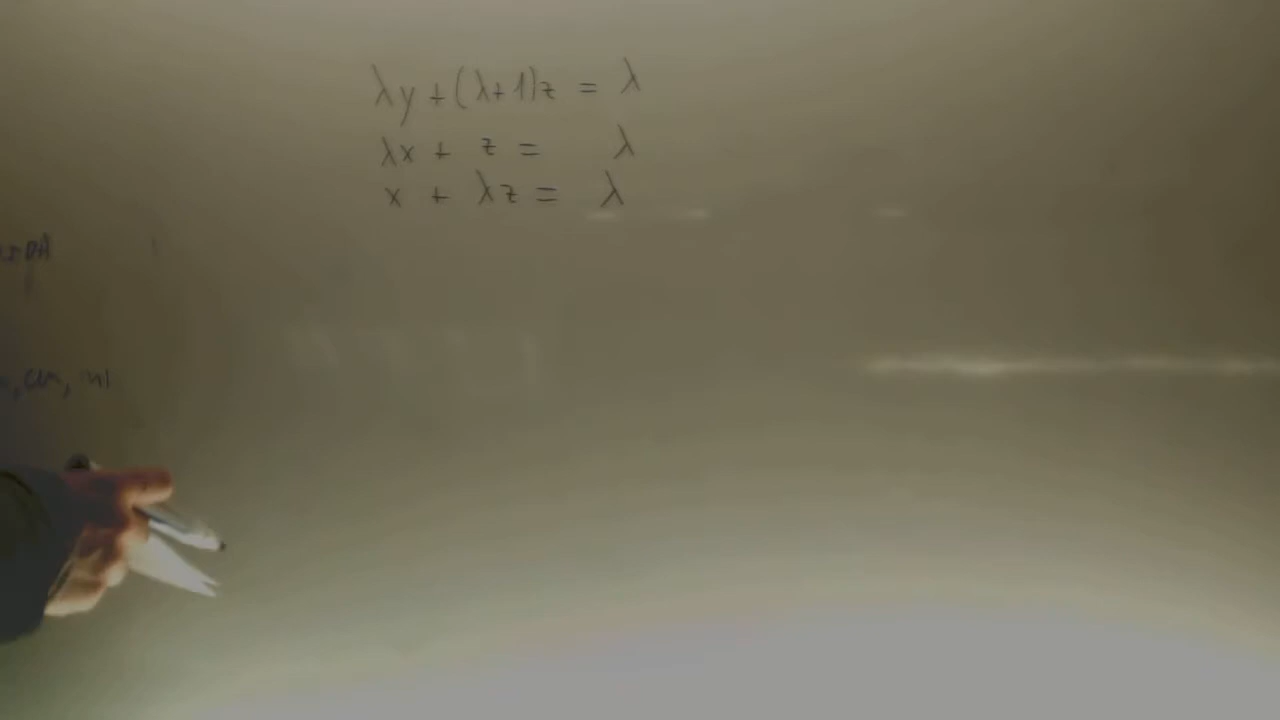 λy + (λ+1)z = λ
λx + z = λ
x + λz = λ